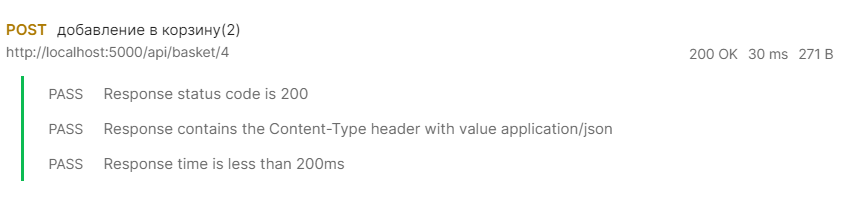 POST добавление в корзину(2)
http://localhost:5000/api/basket/4
200 OK 30 ms 271 B
PASS Response status code is 200
PASS Response contains the Content-Type header with value application/json
PASS Response time is less than 200ms